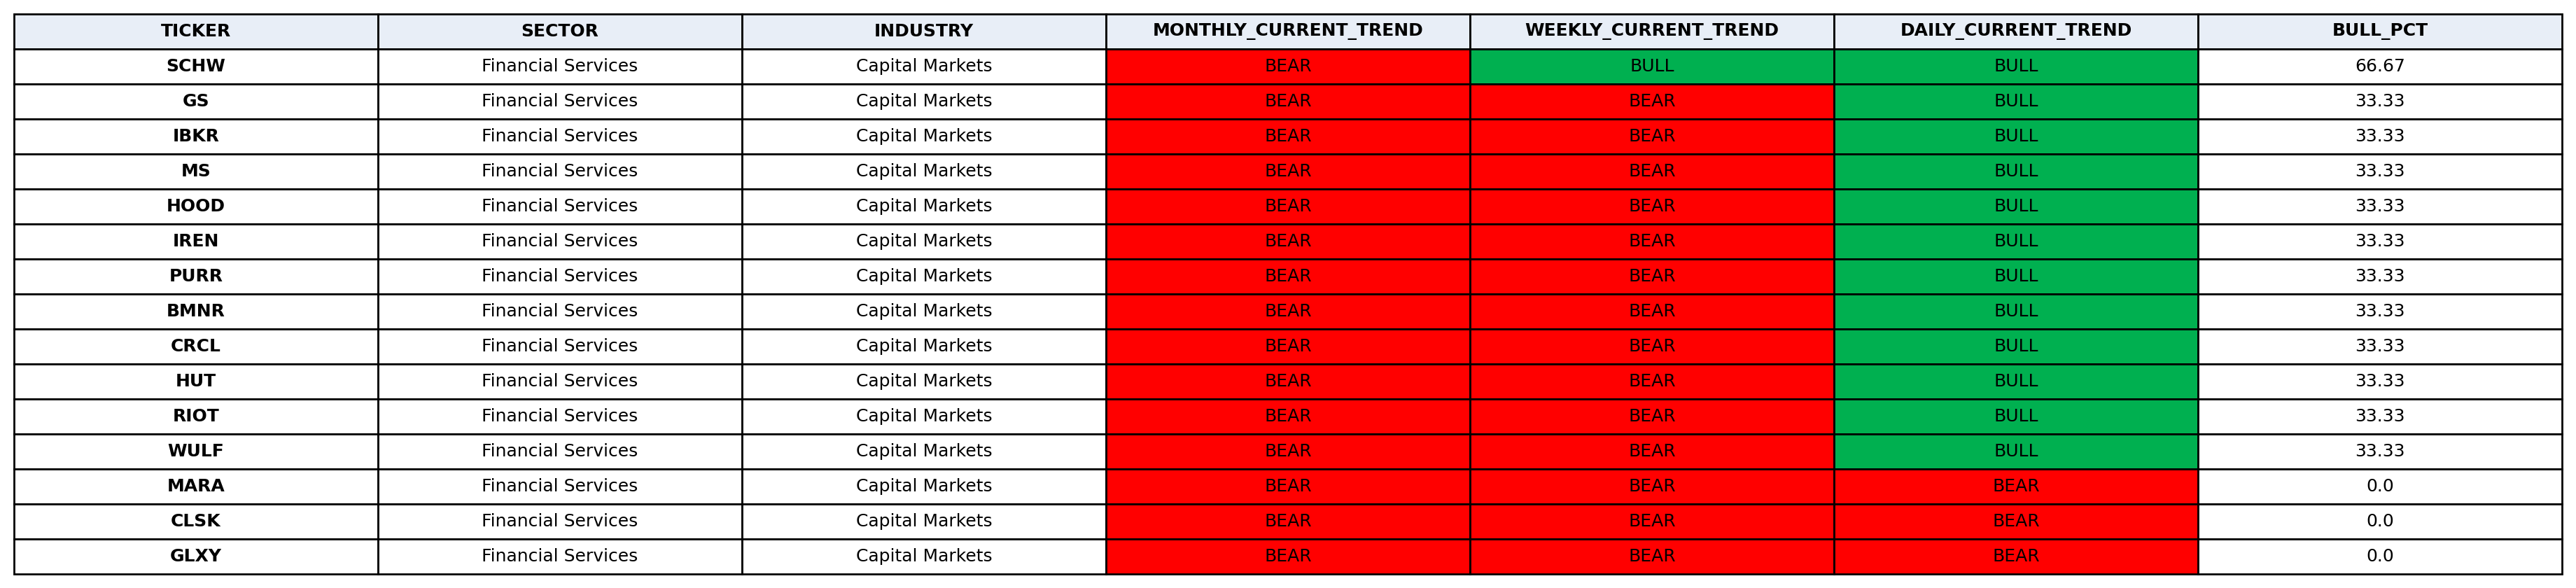 TICKER SECTOR INDUSTRY MONTHLY_CURRENT_TREND WEEKLY_CURRENT_TREND DAILY_CURRENT_TREND BULL_PCT
SCHW Financial Services Capital Markets BEAR BULL BULL 66.67
GS Financial Services Capital Markets BEAR BEAR BULL 33.33
IBKR Financial Services Capital Markets BEAR BEAR BULL 33.33
MS Financial Services Capital Markets BEAR BEAR BULL 33.33
HOOD Financial Services Capital Markets BEAR BEAR BULL 33.33
IREN Financial Services Capital Markets BEAR BEAR BULL 33.33
PURR Financial Services Capital Markets BEAR BEAR BULL 33.33
BMNR Financial Services Capital Markets BEAR BEAR BULL 33.33
CRCL Financial Services Capital Markets BEAR BEAR BULL 33.33
HUT Financial Services Capital Markets BEAR BEAR BULL 33.33
RIOT Financial Services Capital Markets BEAR BEAR BULL 33.33
WULF Financial Services Capital Markets BEAR BEAR BULL 33.33
MARA Financial Services Capital Markets BEAR BEAR BEAR 0.0
CLSK Financial Services Capital Markets BEAR BEAR BEAR 0.0
GLXY Financial Services Capital Markets BEAR BEAR BEAR 0.0